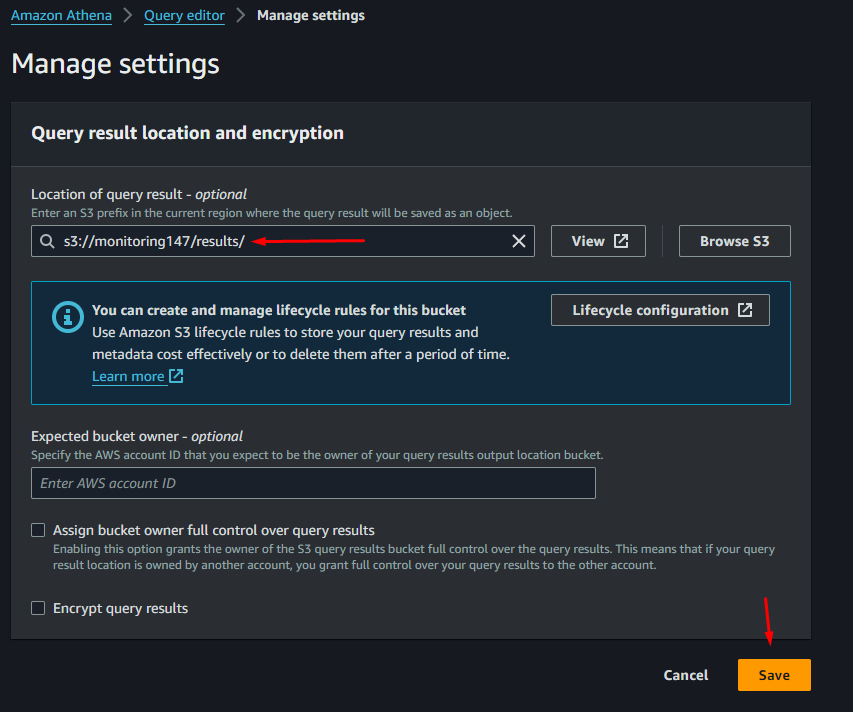 Amazon Athena > Query editor > Manage settings
Manage settings
Query result location and encryption
Location of query result - optional
Enter an S3 prefix in the current region where the query result will be saved as an object.
s3://monitoring147/results/
View
Browse S3
You can create and manage lifecycle rules for this bucket
Use Amazon S3 lifecycle rules to store your query results and
metadata cost effectively or to delete them after a period of time.
Learn more
Lifecycle configuration
Expected bucket owner - optional
Specify the AWS account ID that you expect to be the owner of your query results output location bucket.
Enter AWS account ID
Assign bucket owner full control over query results
Enabling this option grants the owner of the S3 query results bucket full control over the query results. This means that if your query
result location is owned by another account, you grant full control over your query results to the other account.
Encrypt query results
Cancel
Save